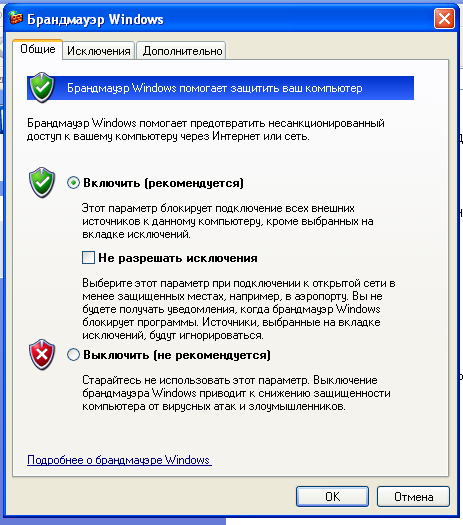 Брандмауэр Windows
Общие
Исключения
Дополнительно
Брандмауэр Windows помогает защитить ваш компьютер
Брандмауэр Windows помогает предотвратить несанкционированный
доступ к вашему компьютеру через Интернет или сеть.
Включить (рекомендуется)
Этот параметр блокирует подключение всех внешних
источников к данному компьютеру, кроме выбранных на
вкладке исключений.
Не разрешать исключения
Выберите этот параметр при подключении к открытой сети в
менее защищенных местах, например, в аэропорту. Вы не
будете получать уведомления, когда брандмауэр Windows
блокирует программы. Источники, выбранные на вкладке
исключений, будут игнорироваться.
Выключить (не рекомендуется)
Старайтесь не использовать этот параметр. Выключение
брандмауэра Windows приводит к снижению защищенности
компьютера от вирусных атак и злоумышленников.
Подробнее о брандмауэре Windows
OK
Отмена